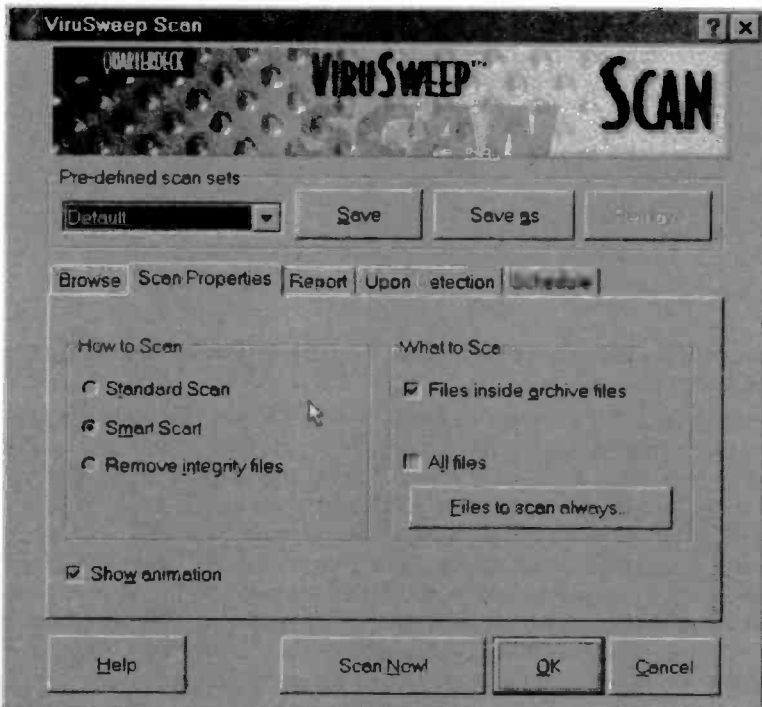 ViruSweep Scan
QUARTERDECK
VIRUSWEEP™
SCAN
Pre-defined scan sets
Default
Save
Save as
Browse
Scan Properties
Report
Upon etection
How to Scan
Standard Scan
Smart Scan
Remove integrity files
What to Sca
Files inside archive files
All files
Files to scan always...
Show animation
Help
Scan Now!
OK
Cancel